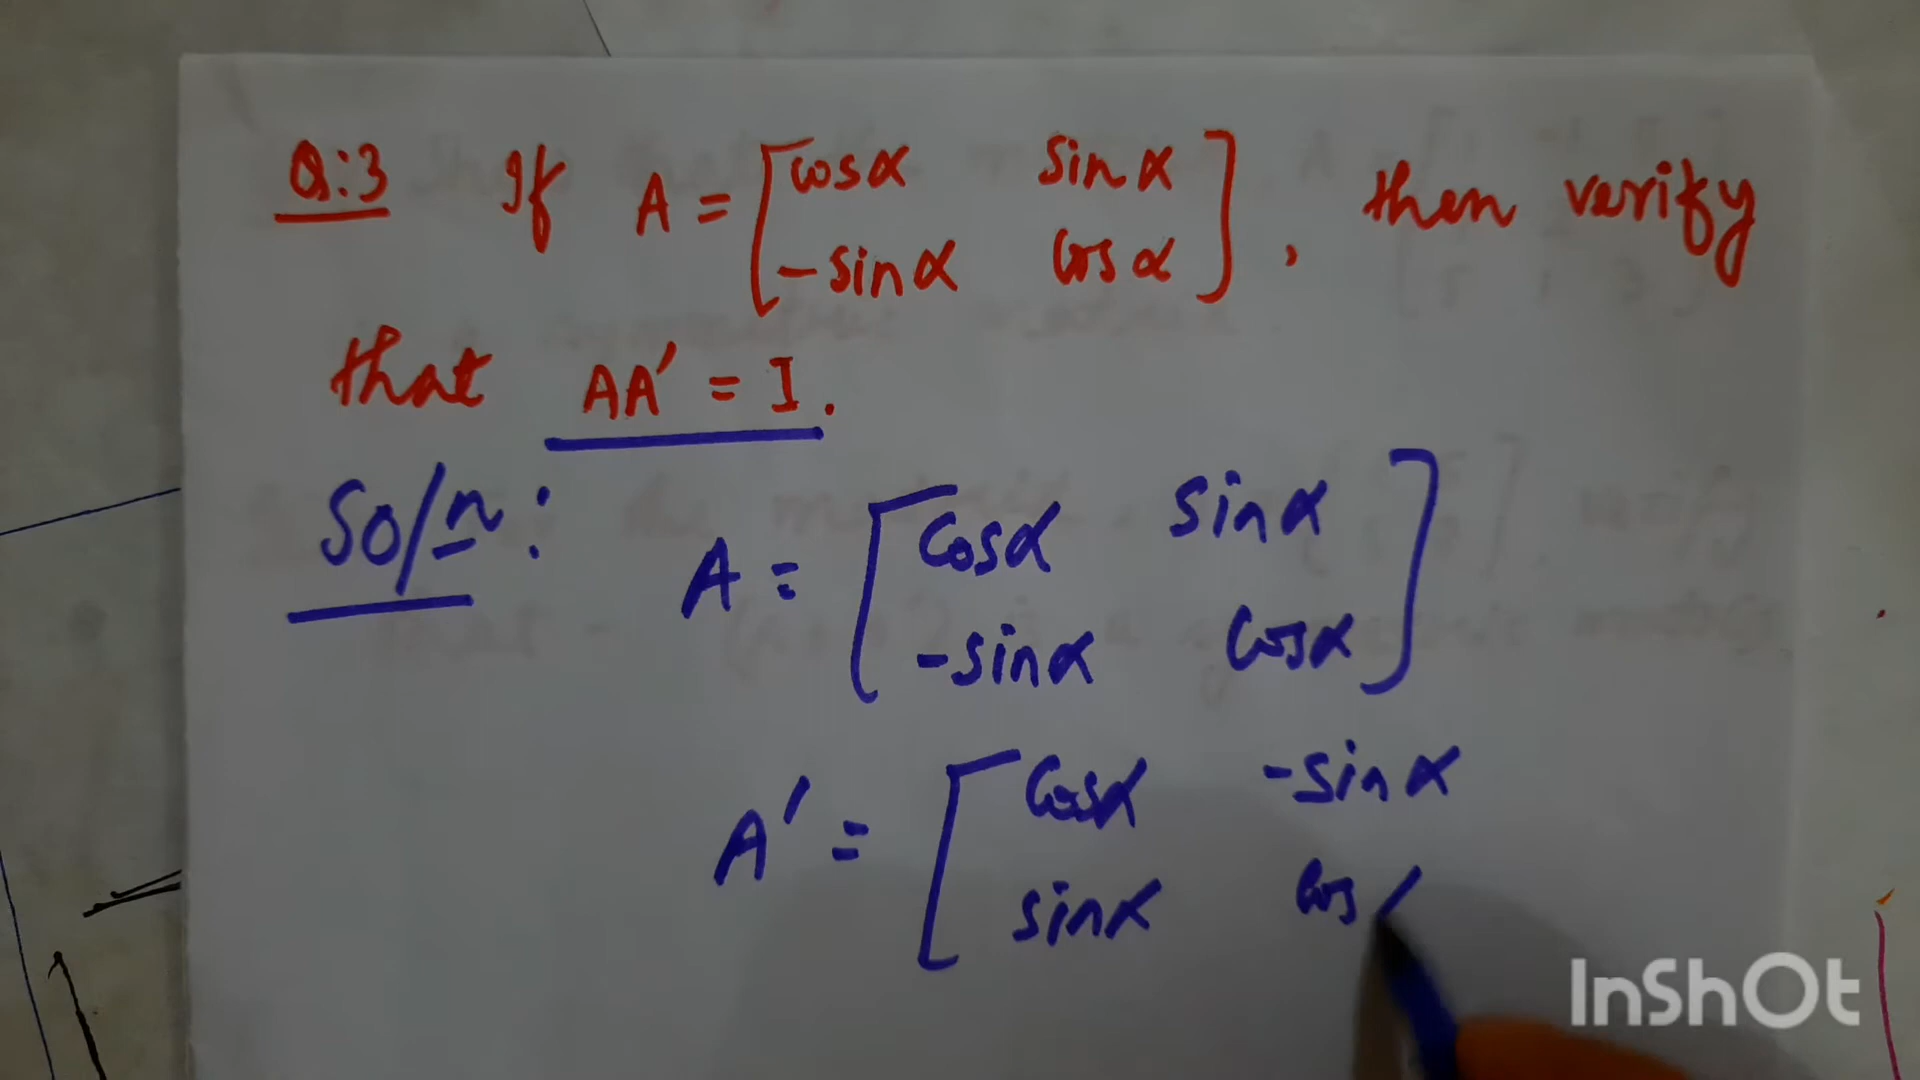 Q:3 If A = [cosα sinα
-sinα cosα], then verify
that AA' = I.
Soln: A = [cosα sinα
-sinα cosα]
A' = [cosα -sinα
sinα cos
InShOt